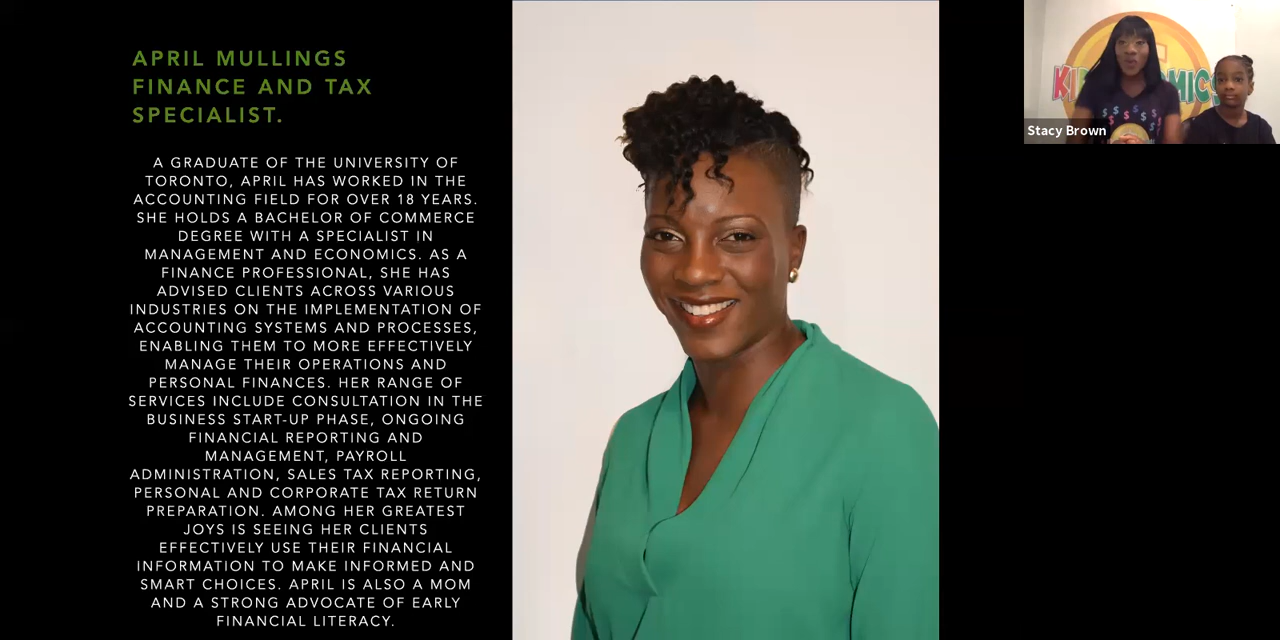 APRIL MULLINGS
FINANCE AND TAX
SPECIALIST.
A GRADUATE OF THE UNIVERSITY OF
TORONTO, APRIL HAS WORKED IN THE
ACCOUNTING FIELD FOR OVER 18 YEARS.
SHE HOLDS A BACHELOR OF COMMERCE
DEGREE WITH A SPECIALIST IN
MANAGEMENT AND ECONOMICS. AS A
FINANCE PROFESSIONAL, SHE HAS
ADVISED CLIENTS ACROSS VARIOUS
INDUSTRIES ON THE IMPLEMENTATION OF
ACCOUNTING SYSTEMS AND PROCESSES,
ENABLING THEM TO MORE EFFECTIVELY
MANAGE THEIR OPERATIONS AND
PERSONAL FINANCES. HER RANGE OF
SERVICES INCLUDE CONSULTATION IN THE
BUSINESS START-UP PHASE, ONGOING
FINANCIAL REPORTING AND
MANAGEMENT, PAYROLL
ADMINISTRATION, SALES TAX REPORTING,
PERSONAL AND CORPORATE TAX RETURN
PREPARATION. AMONG HER GREATEST
JOYS IS SEEING HER CLIENTS
EFFECTIVELY USE THEIR FINANCIAL
INFORMATION TO MAKE INFORMED AND
SMART CHOICES. APRIL IS ALSO A MOM
AND A STRONG ADVOCATE OF EARLY
FINANCIAL LITERACY.
Stacy Brown